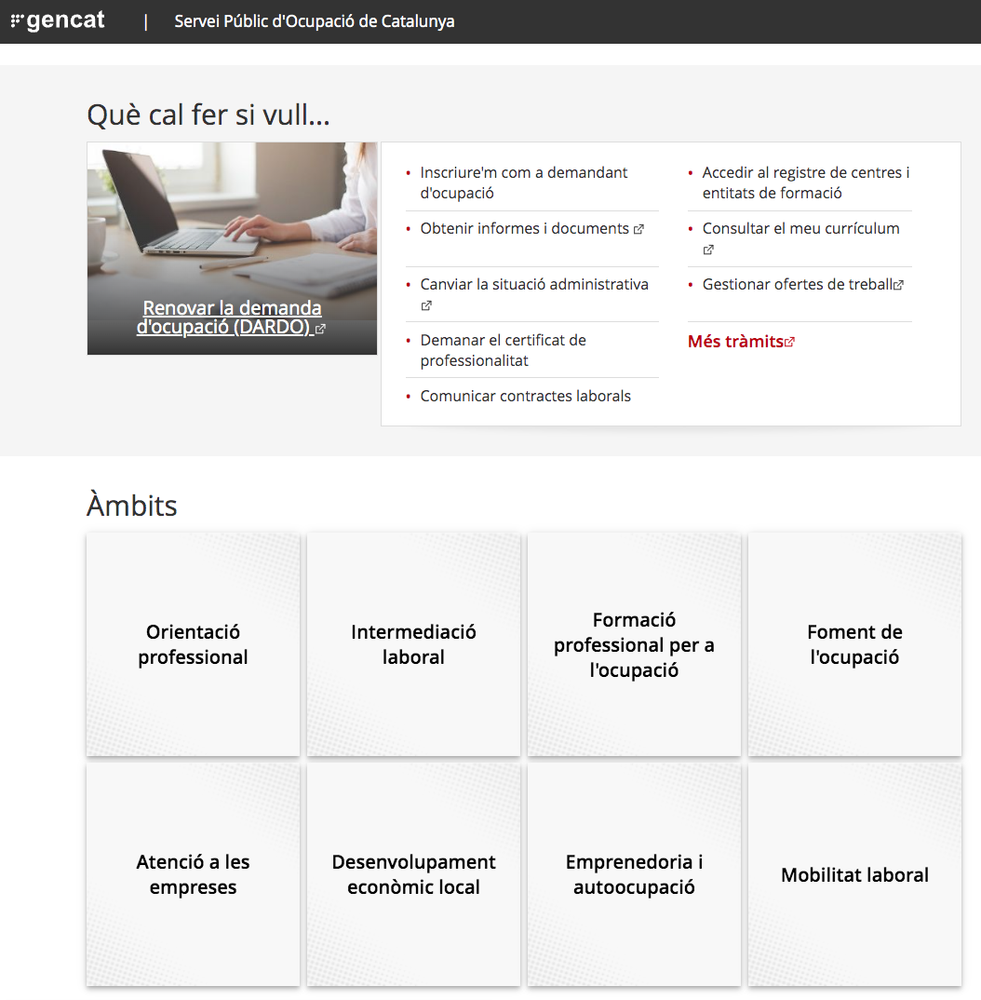 gencat | Servei Públic d'Ocupació de Catalunya
Què cal fer si vull...
Renovar la demanda
d'ocupació (DARDO)
• Inscriure'm com a demandant
d'ocupació
• Obtenir informes i documents
• Canviar la situació administrativa
• Demanar el certificat de
professionalitat
• Comunicar contractes laborals
• Accedir al registre de centres i
entitats de formació
• Consultar el meu currículum
• Gestionar ofertes de treball
Més tràmits
Àmbits
Orientació
professional
Intermediació
laboral
Formació
professional per a
l'ocupació
Foment de
l'ocupació
Atenció a les
empreses
Desenvolupament
econòmic local
Emprenedoria i
autoocupació
Mobilitat laboral